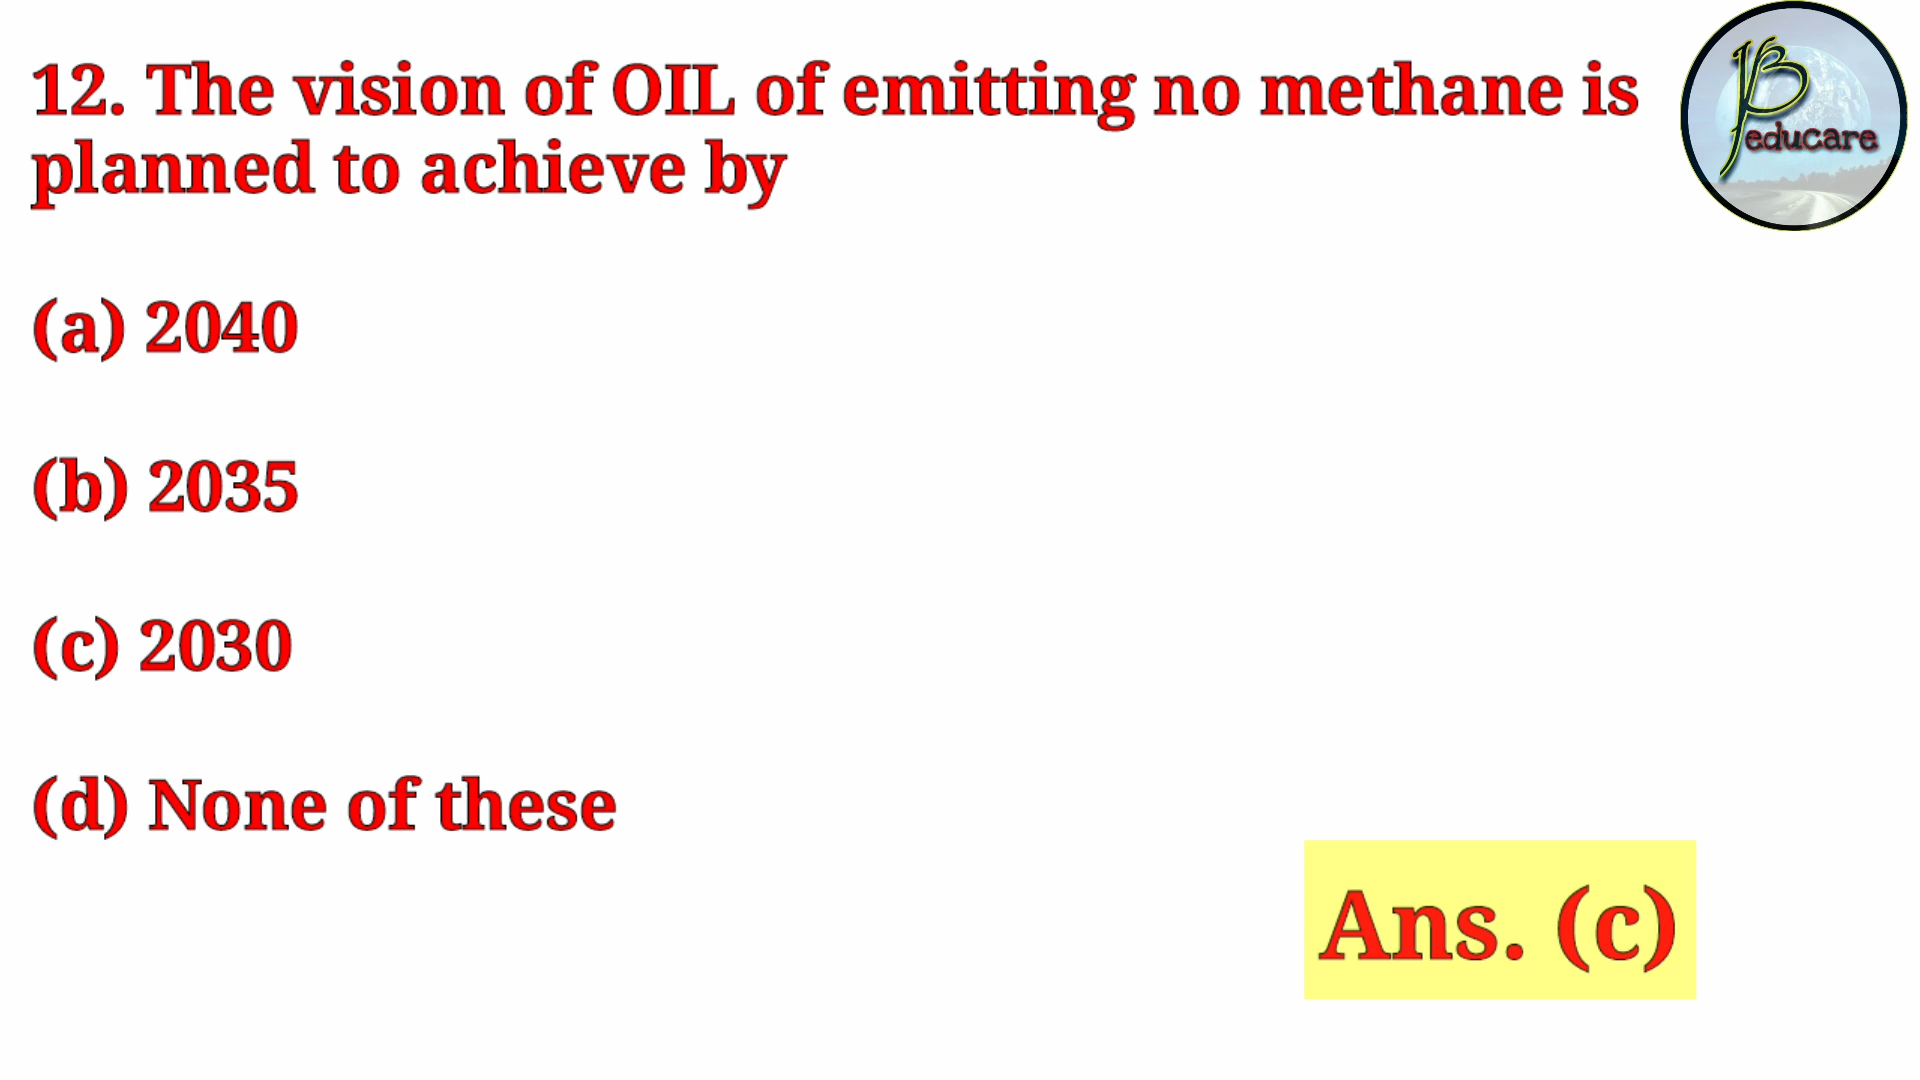 12. The vision of OIL of emitting no methane is
planned to achieve by
(a) 2040
(b) 2035
(c) 2030
(d) None of these
Ans. (c)
educare